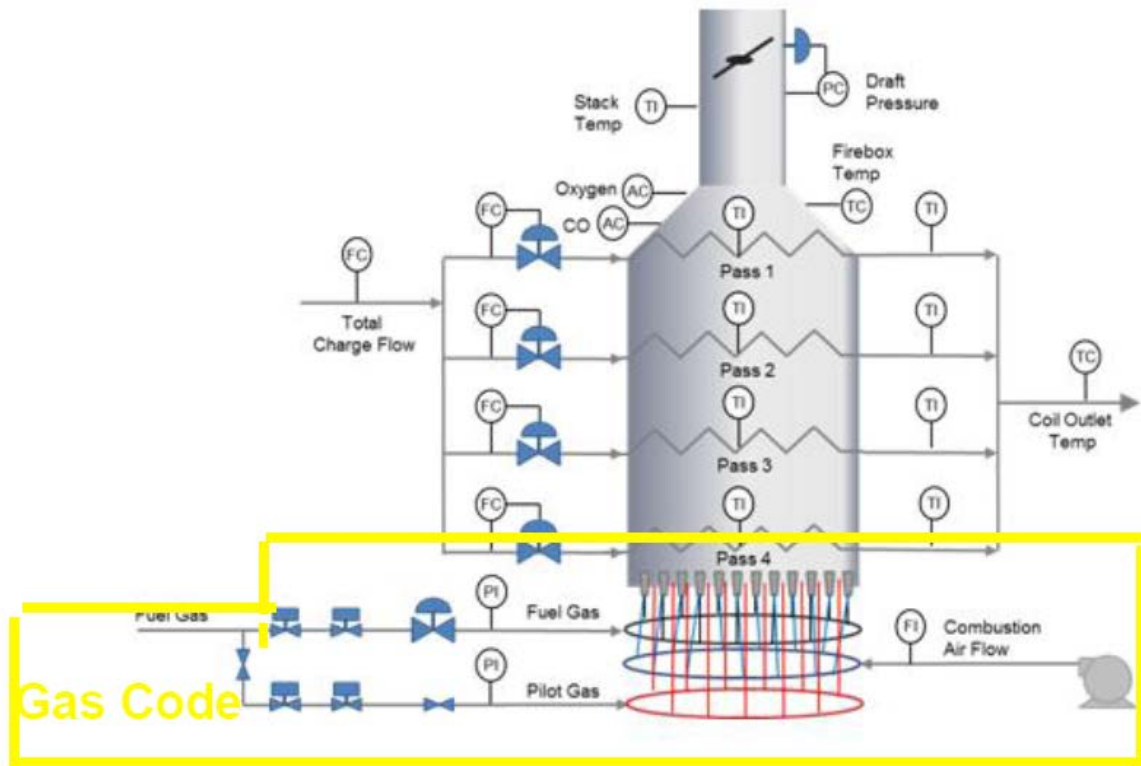 PC
Draft
Pressure
Stack
Temp
TI
Firebox
Temp
Oxygen
AC
TC
CO
AC
FC
TI
TI
Pass 1
FC
Total
Charge Flow
FC
TI
TI
Pass 2
TC
Coil Outlet
Temp
FC
TI
TI
Pass 3
FC
TI
TI
Pass 4
Fuel Gas
PI
Fuel Gas
FI
Combustion
Air Flow
PI
Pilot Gas
Gas Code